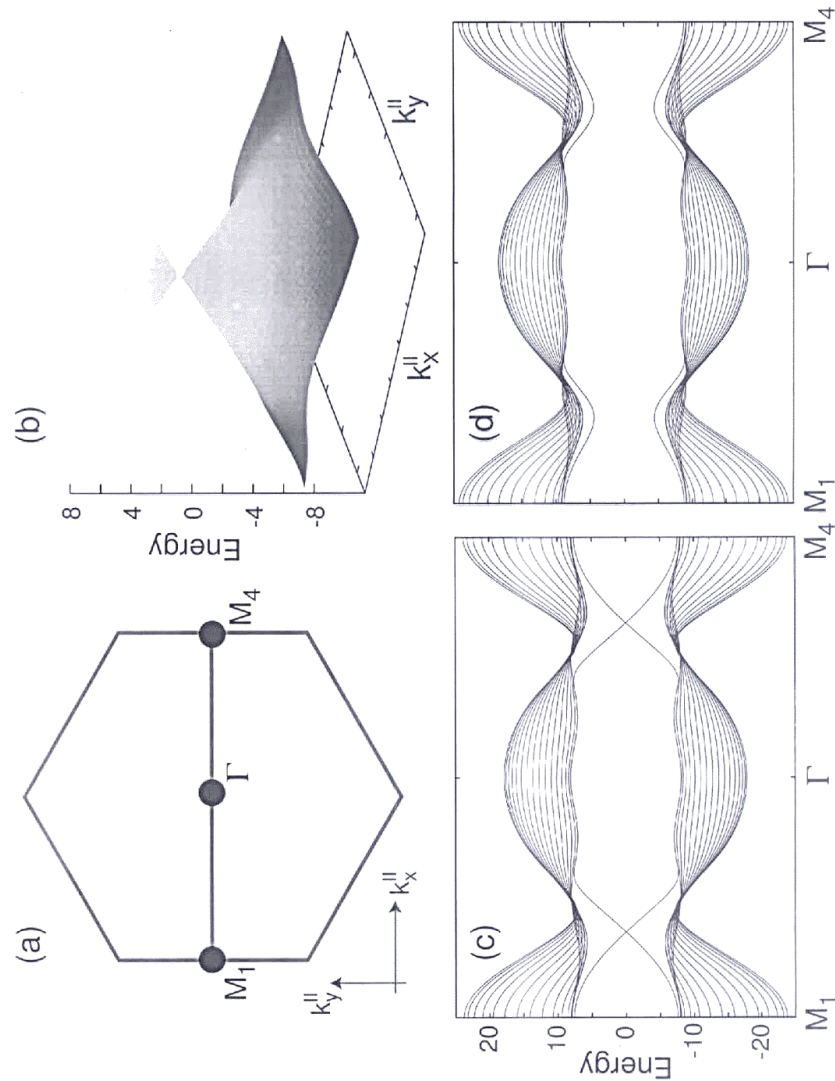 (a)
M1
Γ
M4
k_y^||
k_x^||
(b)
8
4
0
-4
-8
Energy
k_x^||
k_y^||
(c)
20
10
0
-10
-20
Energy
M1
Γ
M4
(d)
M1
Γ
M4